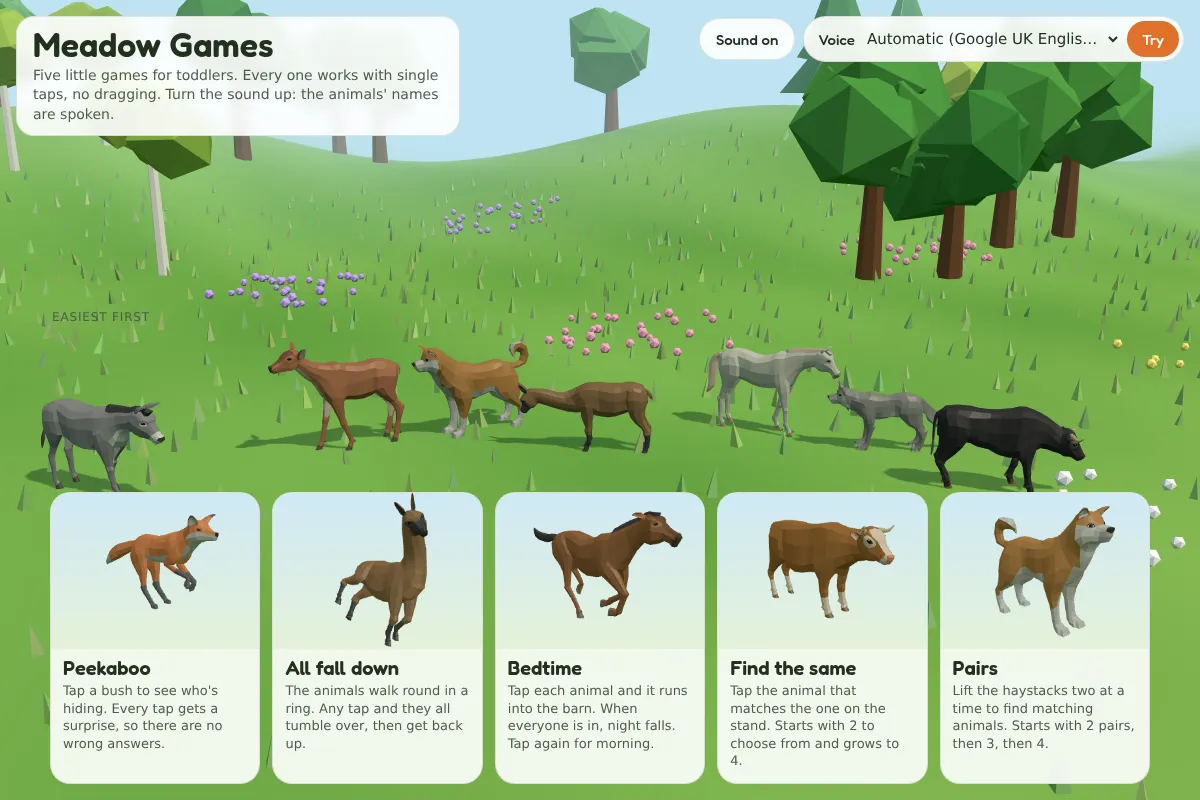 Meadow Games
Five little games for toddlers. Every one works with single
taps, no dragging. Turn the sound up: the animals' names
are spoken.
Sound on
Voice Automatic (Google UK Englis...
Try
EASIEST FIRST
Peekaboo
Tap a bush to see who's
hiding. Every tap gets a
surprise, so there are no
wrong answers.
All fall down
The animals walk round in a
ring. Any tap and they all
tumble over, then get back
up.
Bedtime
Tap each animal and it runs
into the barn. When
everyone is in, night falls.
Tap again for morning.
Find the same
Tap the animal that
matches the one on the
stand. Starts with 2 to
choose from and grows to
4.
Pairs
Lift the haystacks two at a
time to find matching
animals. Starts with 2 pairs,
then 3, then 4.